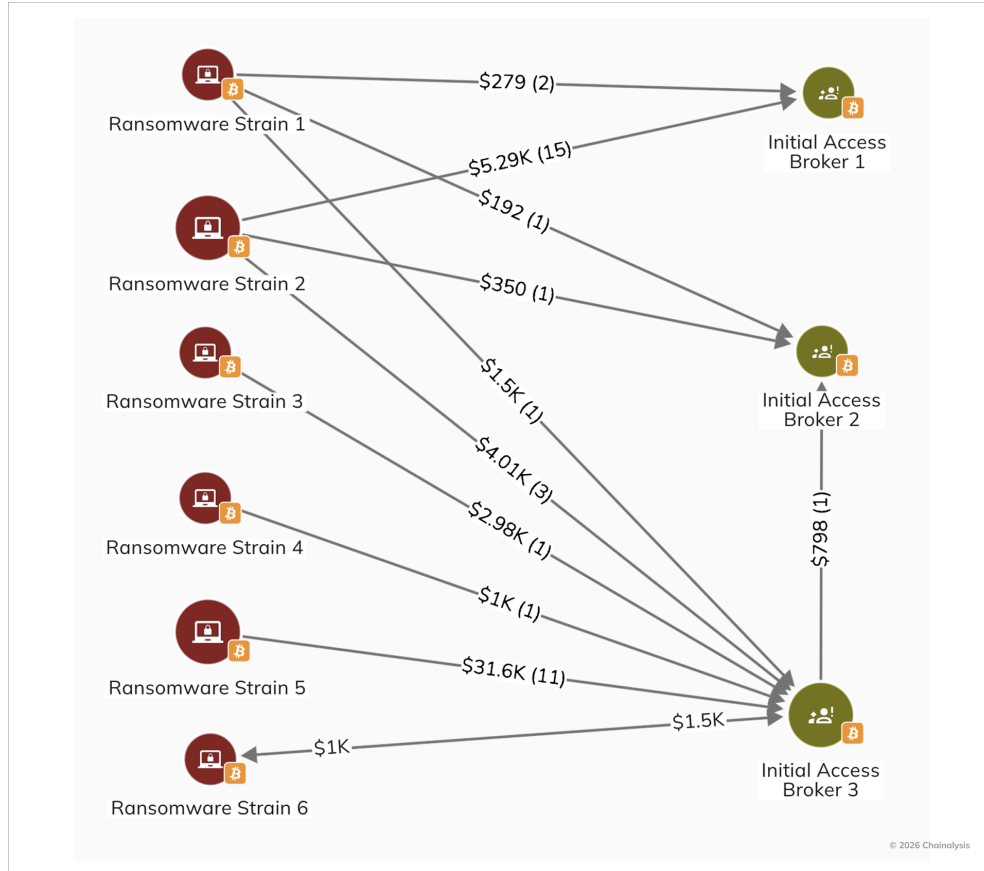 $279 (2)
Ransomware Strain 1
Initial Access
Broker 1
$5.29K (15)
$192 (1)
Ransomware Strain 2
$350 (1)
Ransomware Strain 3
$1.5K (1)
Initial Access
Broker 2
$4.01K (3)
$2.98K (1)
$798 (1)
Ransomware Strain 4
$1K (1)
$31.6K (11)
Ransomware Strain 5
$1.5K
$1K
Initial Access
Broker 3
Ransomware Strain 6
© 2026 Chainalysis